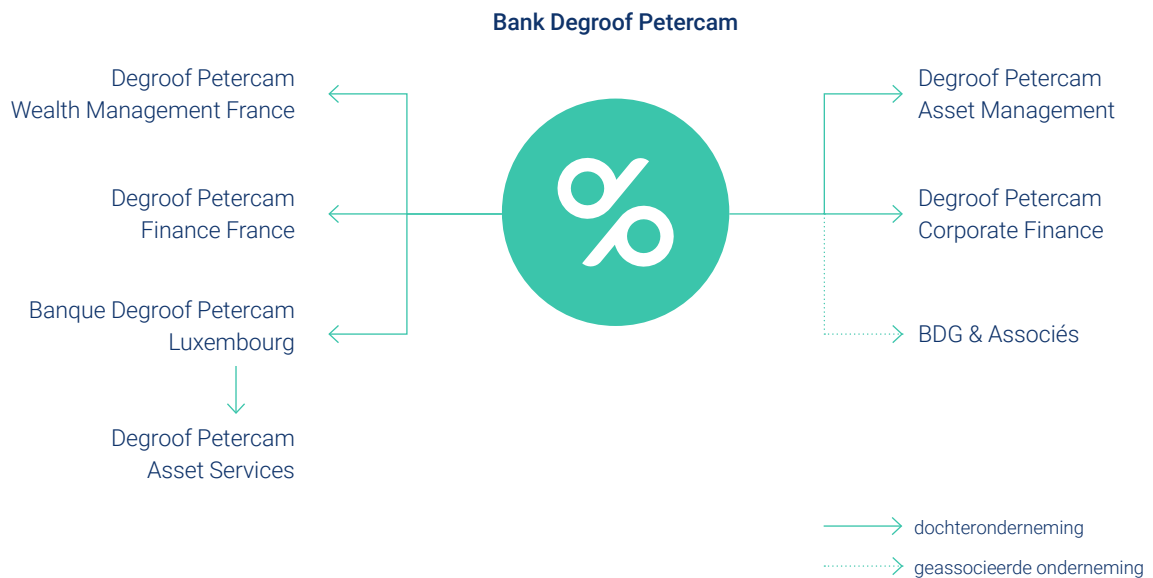 Bank Degroof Petercam
Degroof Petercam
Wealth Management France
Degroof Petercam
Finance France
Banque Degroof Petercam
Luxembourg
Degroof Petercam
Asset Services
Degroof Petercam
Asset Management
Degroof Petercam
Corporate Finance
BDG & Associés
dochteronderneming
geassocieerde onderneming